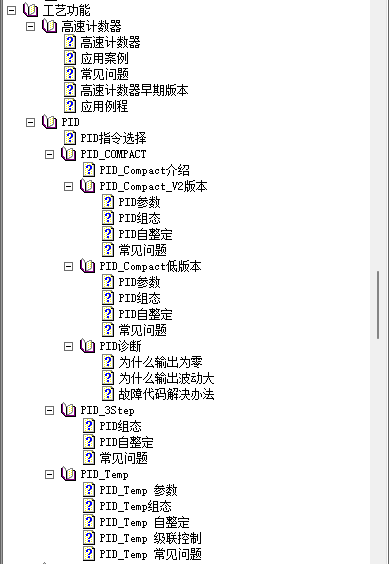 工艺功能
高速计数器
高速计数器
应用案例
常见问题
高速计数器早期版本
应用例程
PID
PID指令选择
PID_COMPACT
PID_Compact介绍
PID_Compact_V2版本
PID参数
PID组态
PID自整定
常见问题
PID_Compact低版本
PID参数
PID组态
PID自整定
常见问题
PID诊断
为什么输出为零
为什么输出波动大
故障代码解决办法
PID_3Step
PID组态
PID自整定
常见问题
PID_Temp
PID_Temp 参数
PID_Temp组态
PID_Temp 自整定
PID_Temp 级联控制
PID_Temp 常见问题